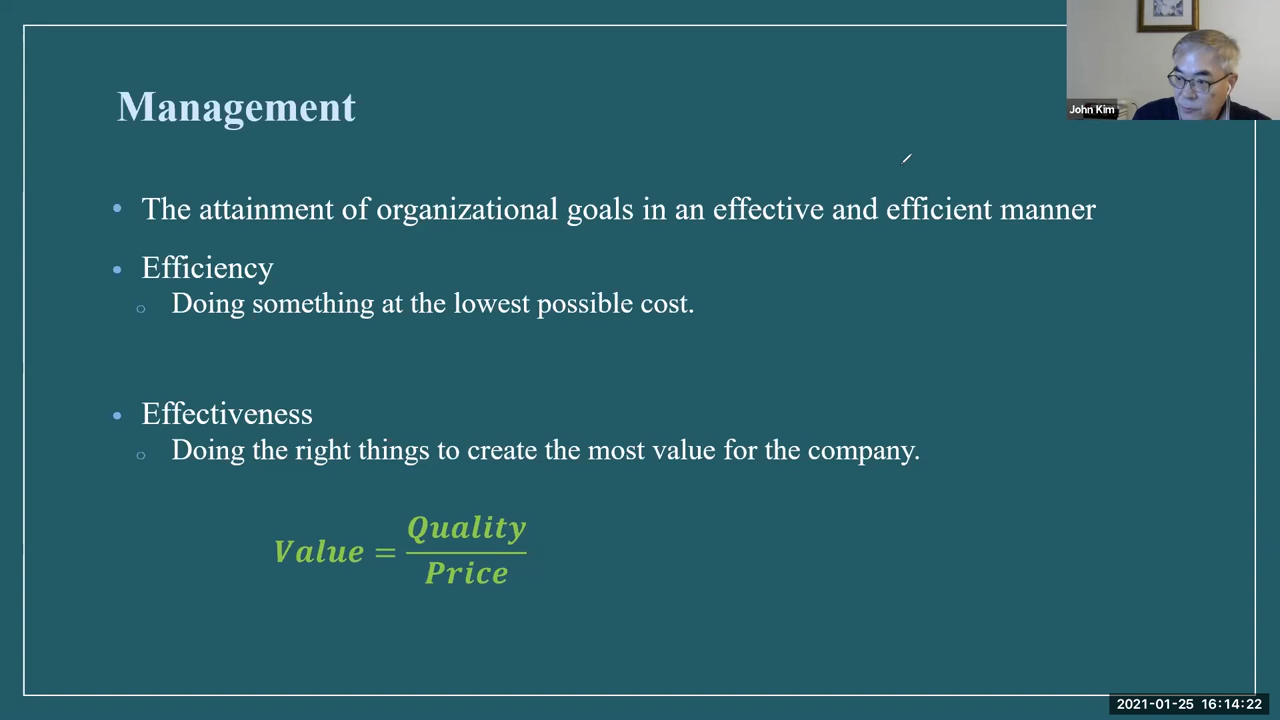 Management
John Kim
• The attainment of organizational goals in an effective and efficient manner
• Efficiency
○ Doing something at the lowest possible cost.
• Effectiveness
○ Doing the right things to create the most value for the company.
Value = Quality / Price
2021-01-25 16:14:22